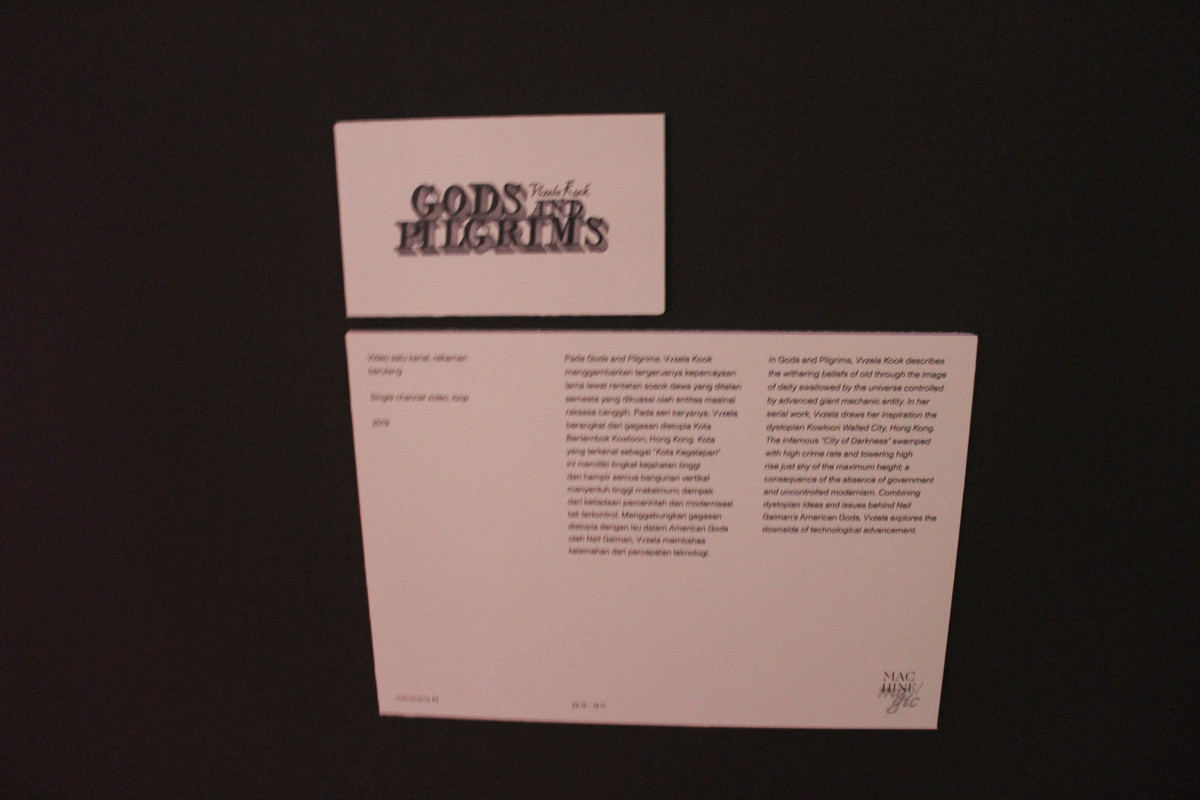 GODS Vvzela Kook
AND
PILGRIMS
Video satu kanal, rekaman
berulang
Single channel video, loop
2019
Pada Gods and Pilgrims, Vvzela Kook
menggambarkan tergerusnya kepercayaan
lama lewat rentetan sosok dewa yang ditelan
semesta yang dikuasai oleh entitas masinal
raksasa canggih. Pada seri karyanya, Vvzela
berangkat dari gagasan distopia Kota
Bertembok Kowloon, Hong Kong. Kota
yang terkenal sebagai "Kota Kegelapan"
ini memiliki tingkat kejahatan tinggi
dan hampir semua bangunan vertikal
menyentuh tinggi maksimum; dampak
dari ketiadaan pemerintah dan modernisasi
tak terkontrol. Menggabungkan gagasan
distopia dengan isu dalam American Gods
oleh Neil Gaiman, Vvzela membahas
kelemahan dari percepatan teknologi.
In Gods and Pilgrims, Vvzela Kook describes
the withering beliefs of old through the image
of deity swallowed by the universe controlled
by advanced giant mechanic entity. In her
serial work, Vvzela draws her inspiration the
dystopian Kowloon Walled City, Hong Kong.
The infamous "City of Darkness" swamped
with high crime rate and towering high
rise just shy of the maximum height; a
consequence of the absence of government
and uncontrolled modernism. Combining
dystopian ideas and issues behind Neil
Gaiman's American Gods, Vvzela explores the
downside of technological advancement.
MAC
HINE/
gic